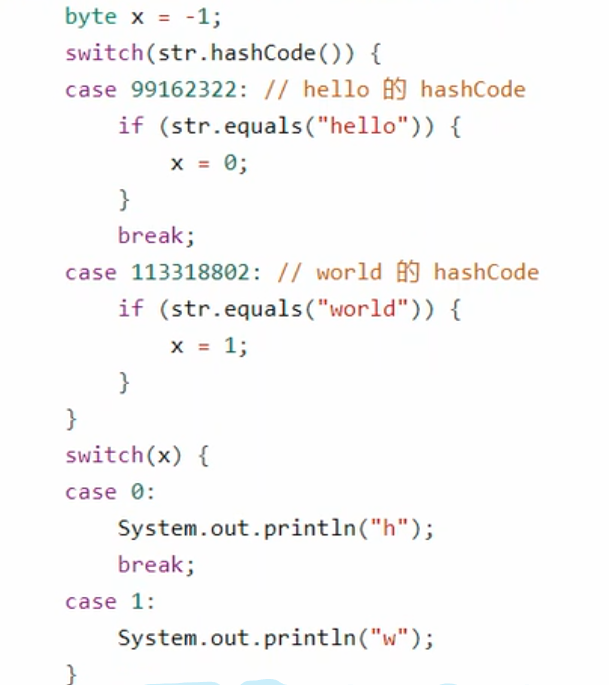 byte x = -1;
switch(str.hashCode()) {
case 99162322: // hello 的 hashCode
if (str.equals("hello")) {
x = 0;
}
break;
case 113318802: // world 的 hashCode
if (str.equals("world")) {
x = 1;
}
}
switch(x) {
case 0:
System.out.println("h");
break;
case 1:
System.out.println("w");
}